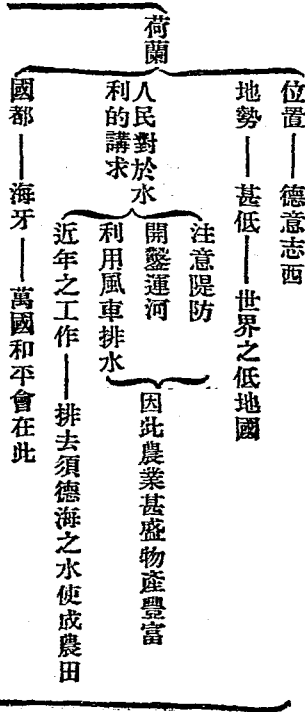 荷蘭
位置——德意志西
地勢——甚低——世界之低地國
人民對於水
利的講求
注意隄防
開鑿運河
利用風車排水
因此農業甚盛物產豐富
近年之工作——排去須德海之水使成農田
國都——海牙——萬國和平會在此